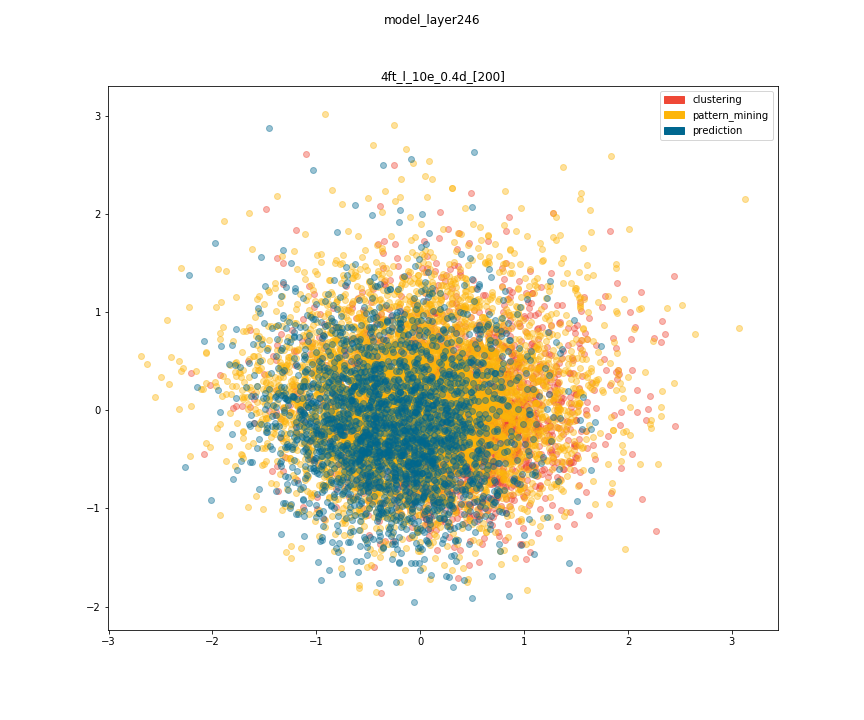 model_layer246
4ft_l_10e_0.4d_[200]
clustering
pattern_mining
prediction
3
2
1
0
−1
−2
−3 −2 −1 0 1 2 3